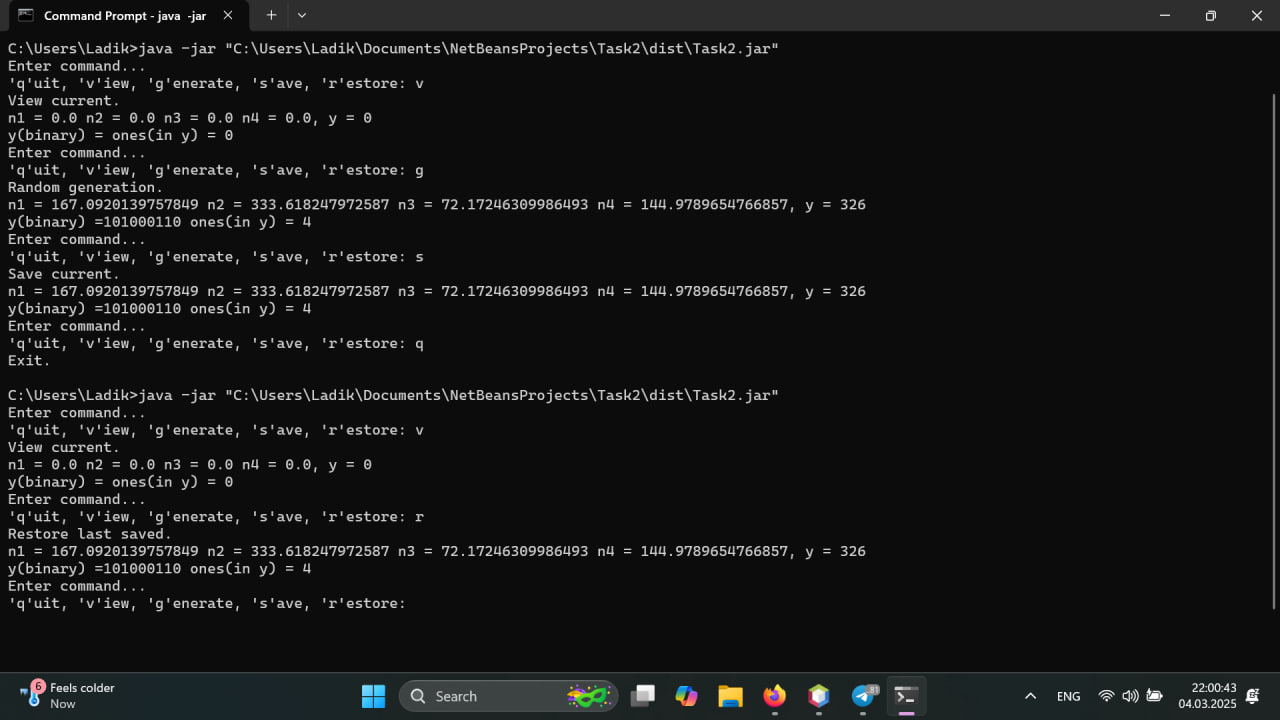 Command Prompt - java -jar
C:\Users\Ladik>java -jar "C:\Users\Ladik\Documents\NetBeansProjects\Task2\dist\Task2.jar"
Enter command...
'q'uit, 'v'iew, 'g'enerate, 's'ave, 'r'estore: v
View current.
n1 = 0.0 n2 = 0.0 n3 = 0.0 n4 = 0.0, y = 0
y(binary) = ones(in y) = 0
Enter command...
'q'uit, 'v'iew, 'g'enerate, 's'ave, 'r'estore: g
Random generation.
n1 = 167.0920139757849 n2 = 333.618247972587 n3 = 72.17246309986493 n4 = 144.9789654766857, y = 326
y(binary) =101000110 ones(in y) = 4
Enter command...
'q'uit, 'v'iew, 'g'enerate, 's'ave, 'r'estore: s
Save current.
n1 = 167.0920139757849 n2 = 333.618247972587 n3 = 72.17246309986493 n4 = 144.9789654766857, y = 326
y(binary) =101000110 ones(in y) = 4
Enter command...
'q'uit, 'v'iew, 'g'enerate, 's'ave, 'r'estore: q
Exit.
C:\Users\Ladik>java -jar "C:\Users\Ladik\Documents\NetBeansProjects\Task2\dist\Task2.jar"
Enter command...
'q'uit, 'v'iew, 'g'enerate, 's'ave, 'r'estore: v
View current.
n1 = 0.0 n2 = 0.0 n3 = 0.0 n4 = 0.0, y = 0
y(binary) = ones(in y) = 0
Enter command...
'q'uit, 'v'iew, 'g'enerate, 's'ave, 'r'estore: r
Restore last saved.
n1 = 167.0920139757849 n2 = 333.618247972587 n3 = 72.17246309986493 n4 = 144.9789654766857, y = 326
y(binary) =101000110 ones(in y) = 4
Enter command...
'q'uit, 'v'iew, 'g'enerate, 's'ave, 'r'estore:
6
Feels colder
Now
Search
81
ENG
22:00:43
04.03.2025